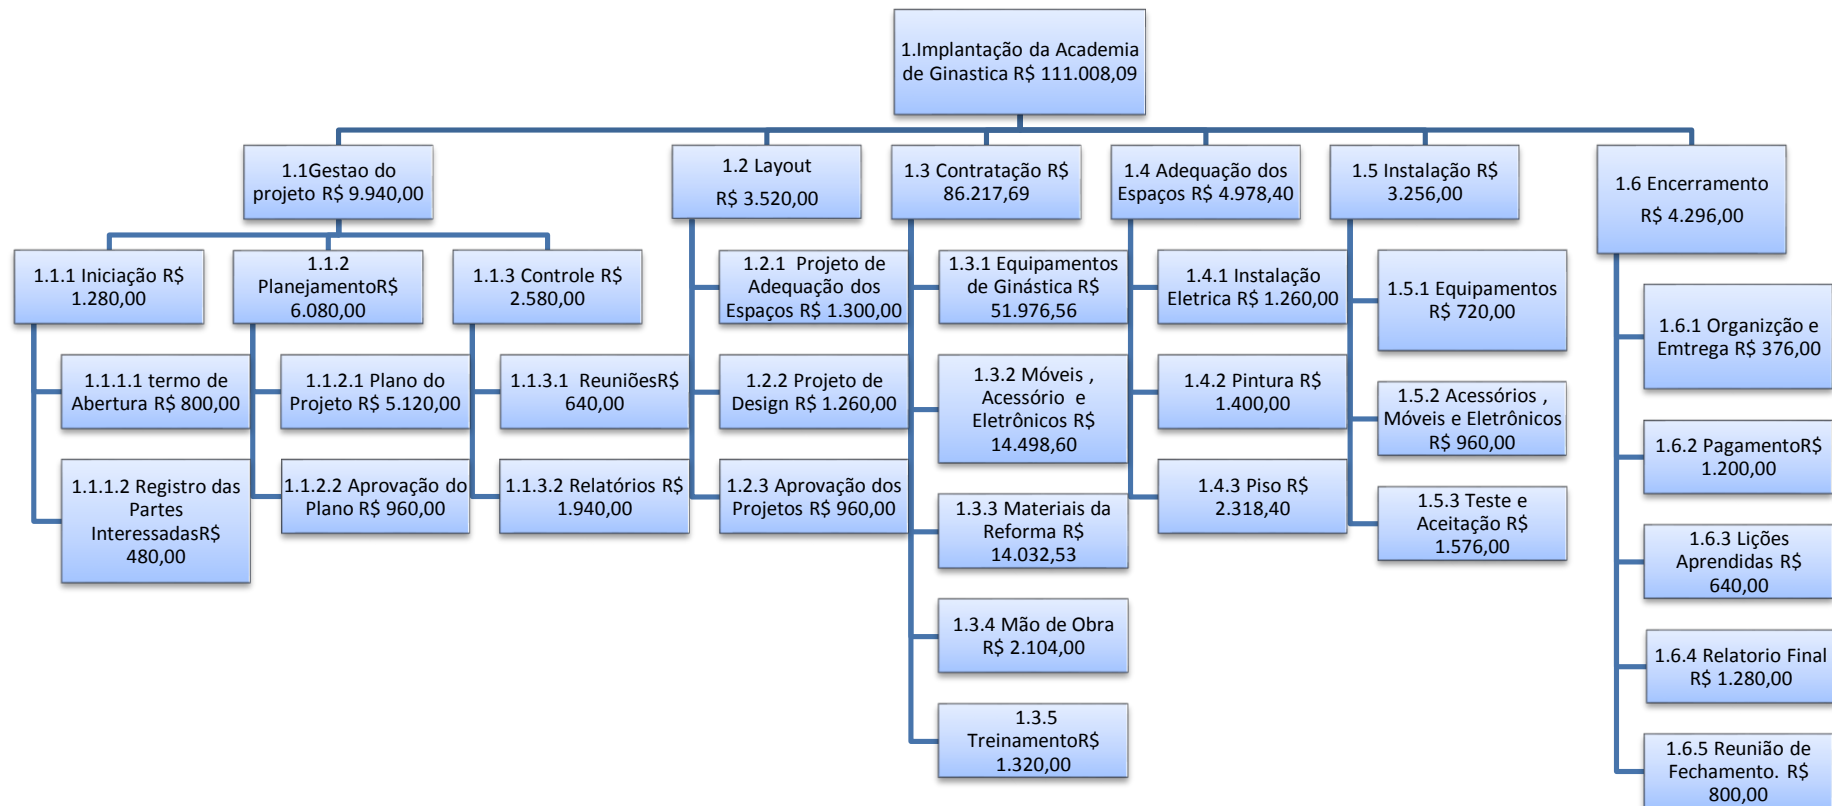 1.Implantação da Academia
de Ginastica R$ 111.008,09
1.1Gestao do
projeto R$ 9.940,00
1.2 Layout
R$ 3.520,00
1.3 Contratação R$
86.217,69
1.4 Adequação dos
Espaços R$ 4.978,40
1.5 Instalação R$
3.256,00
1.6 Encerramento
R$ 4.296,00
1.1.1 Iniciação R$
1.280,00
1.1.2
PlanejamentoR$
6.080,00
1.1.3 Controle R$
2.580,00
1.1.1.1 termo de
Abertura R$ 800,00
1.1.1.2 Registro das
Partes
InteressadasR$
480,00
1.1.2.1 Plano do
Projeto R$ 5.120,00
1.1.2.2 Aprovação do
Plano R$ 960,00
1.1.3.1 ReuniõesR$
640,00
1.1.3.2 Relatórios R$
1.940,00
1.2.1 Projeto de
Adequação dos
Espaços R$ 1.300,00
1.2.2 Projeto de
Design R$ 1.260,00
1.2.3 Aprovação dos
Projetos R$ 960,00
1.3.1 Equipamentos
de Ginástica R$
51.976,56
1.3.2 Móveis ,
Acessório e
Eletrônicos R$
14.498,60
1.3.3 Materiais da
Reforma R$
14.032,53
1.3.4 Mão de Obra
R$ 2.104,00
1.3.5
TreinamentoR$
1.320,00
1.4.1 Instalação
Eletrica R$ 1.260,00
1.4.2 Pintura R$
1.400,00
1.4.3 Piso R$
2.318,40
1.5.1 Equipamentos
R$ 720,00
1.5.2 Acessórios ,
Móveis e Eletrônicos
R$ 960,00
1.5.3 Teste e
Aceitação R$
1.576,00
1.6.1 Organizção e
Emtrega R$ 376,00
1.6.2 PagamentoR$
1.200,00
1.6.3 Lições
Aprendidas R$
640,00
1.6.4 Relatorio Final
R$ 1.280,00
1.6.5 Reunião de
Fechamento. R$
800,00